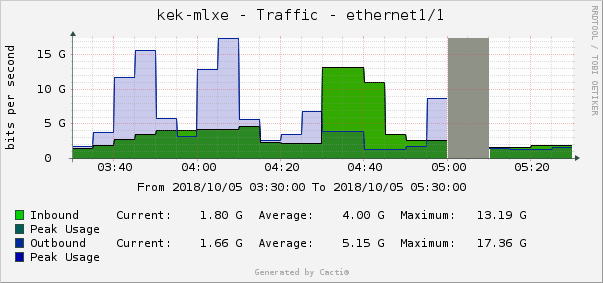 kek-mlxe - Traffic - ethernet1/1
RRDTOOL / TOBI OETIKER
bits per second
15 G
10 G
5 G
0
03:40 04:00 04:20 04:40 05:00 05:20
From 2018/10/05 03:30:00 To 2018/10/05 05:30:00
Inbound Current: 1.80 G Average: 4.00 G Maximum: 13.19 G
Peak Usage
Outbound Current: 1.66 G Average: 5.15 G Maximum: 17.36 G
Peak Usage
Generated by Cacti®